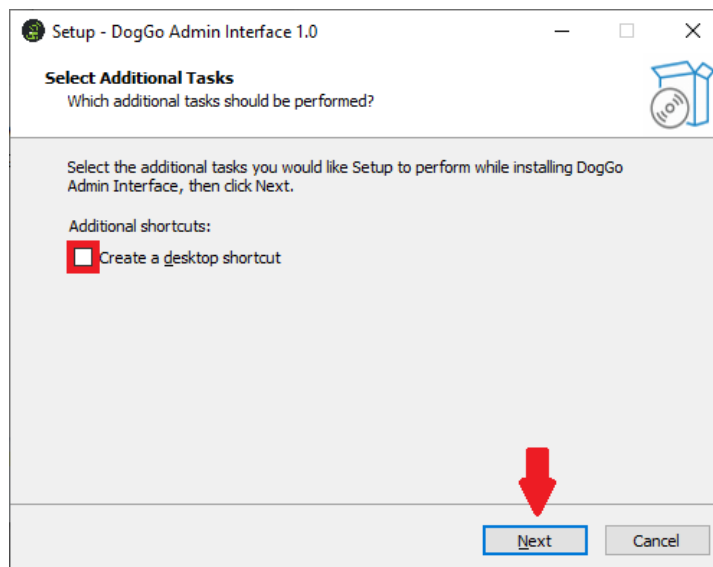 Setup - DogGo Admin Interface 1.0
Select Additional Tasks
Which additional tasks should be performed?
Select the additional tasks you would like Setup to perform while installing DogGo
Admin Interface, then click Next.
Additional shortcuts:
Create a desktop shortcut
Next
Cancel